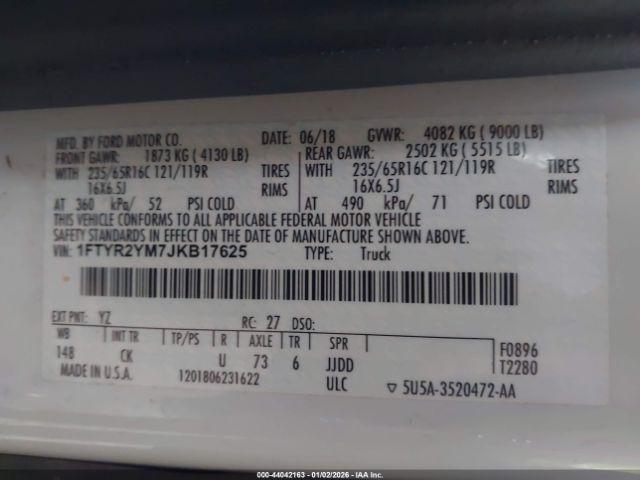 MFD. BY FORD MOTOR CO. DATE: 06/18 GVWR: 4082 KG ( 9000 LB)
FRONT GAWR: 1873 KG ( 4130 LB) REAR GAWR: 2502 KG ( 5515 LB)
WITH 235/65R16C 121/119R TIRES WITH 235/65R16C 121/119R TIRES
16X6.5J RIMS 16X6.5J RIMS
AT 360 kPa/ 52 PSI COLD AT 490 kPa/ 71 PSI COLD
THIS VEHICLE CONFORMS TO ALL APPLICABLE FEDERAL MOTOR VEHICLE
SAFETY STANDARDS IN EFFECT ON THE DATE OF MANUFACTURE SHOWN ABOVE.
VIN: 1FTYR2YM7JKB17625 TYPE: Truck
EXT PNT: YZ RC: 27 DSO:
WB INT TR TP/PS R AXLE TR SPR F0896
148 CK U 73 6 JJDD T2280
MADE IN U.S.A. 1201806231622 ULC ▽ 5U5A-3520472-AA
000-44042163 | 01/02/2026 - IAA Inc.